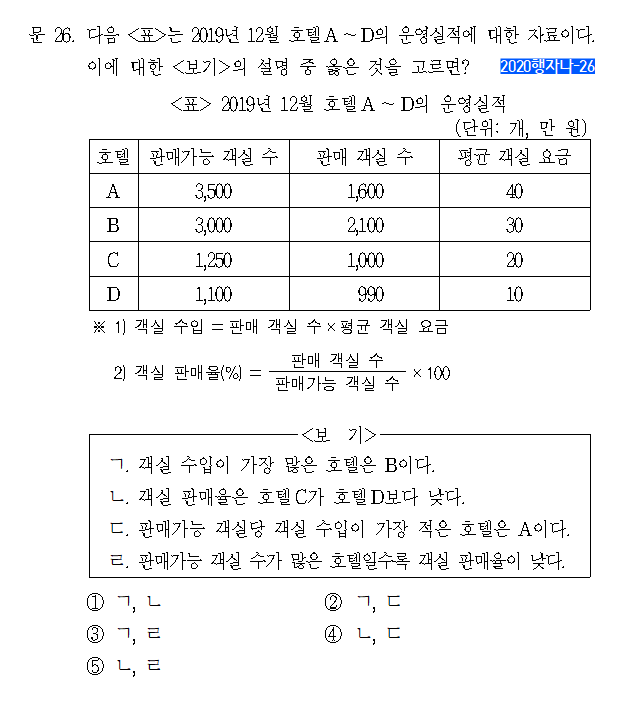 문 26. 다음 <표>는 2019년 12월 호텔 A ~ D의 운영실적에 대한 자료이다.
이에 대한 <보기>의 설명 중 옳은 것을 고르면? 2020행자나-26
<표> 2019년 12월 호텔 A ~ D의 운영실적
(단위: 개, 만 원)
호텔 판매가능 객실 수 판매 객실 수 평균 객실 요금
A 3,500 1,600 40
B 3,000 2,100 30
C 1,250 1,000 20
D 1,100 990 10
※ 1) 객실 수입 = 판매 객실 수 × 평균 객실 요금
2) 객실 판매율(%) = 판매 객실 수 / 판매가능 객실 수 × 100
<보 기>
ㄱ. 객실 수입이 가장 많은 호텔은 B이다.
ㄴ. 객실 판매율은 호텔 C가 호텔 D보다 낮다.
ㄷ. 판매가능 객실당 객실 수입이 가장 적은 호텔은 A이다.
ㄹ. 판매가능 객실 수가 많은 호텔일수록 객실 판매율이 낮다.
① ㄱ, ㄴ ② ㄱ, ㄷ
③ ㄱ, ㄹ ④ ㄴ, ㄷ
⑤ ㄴ, ㄹ